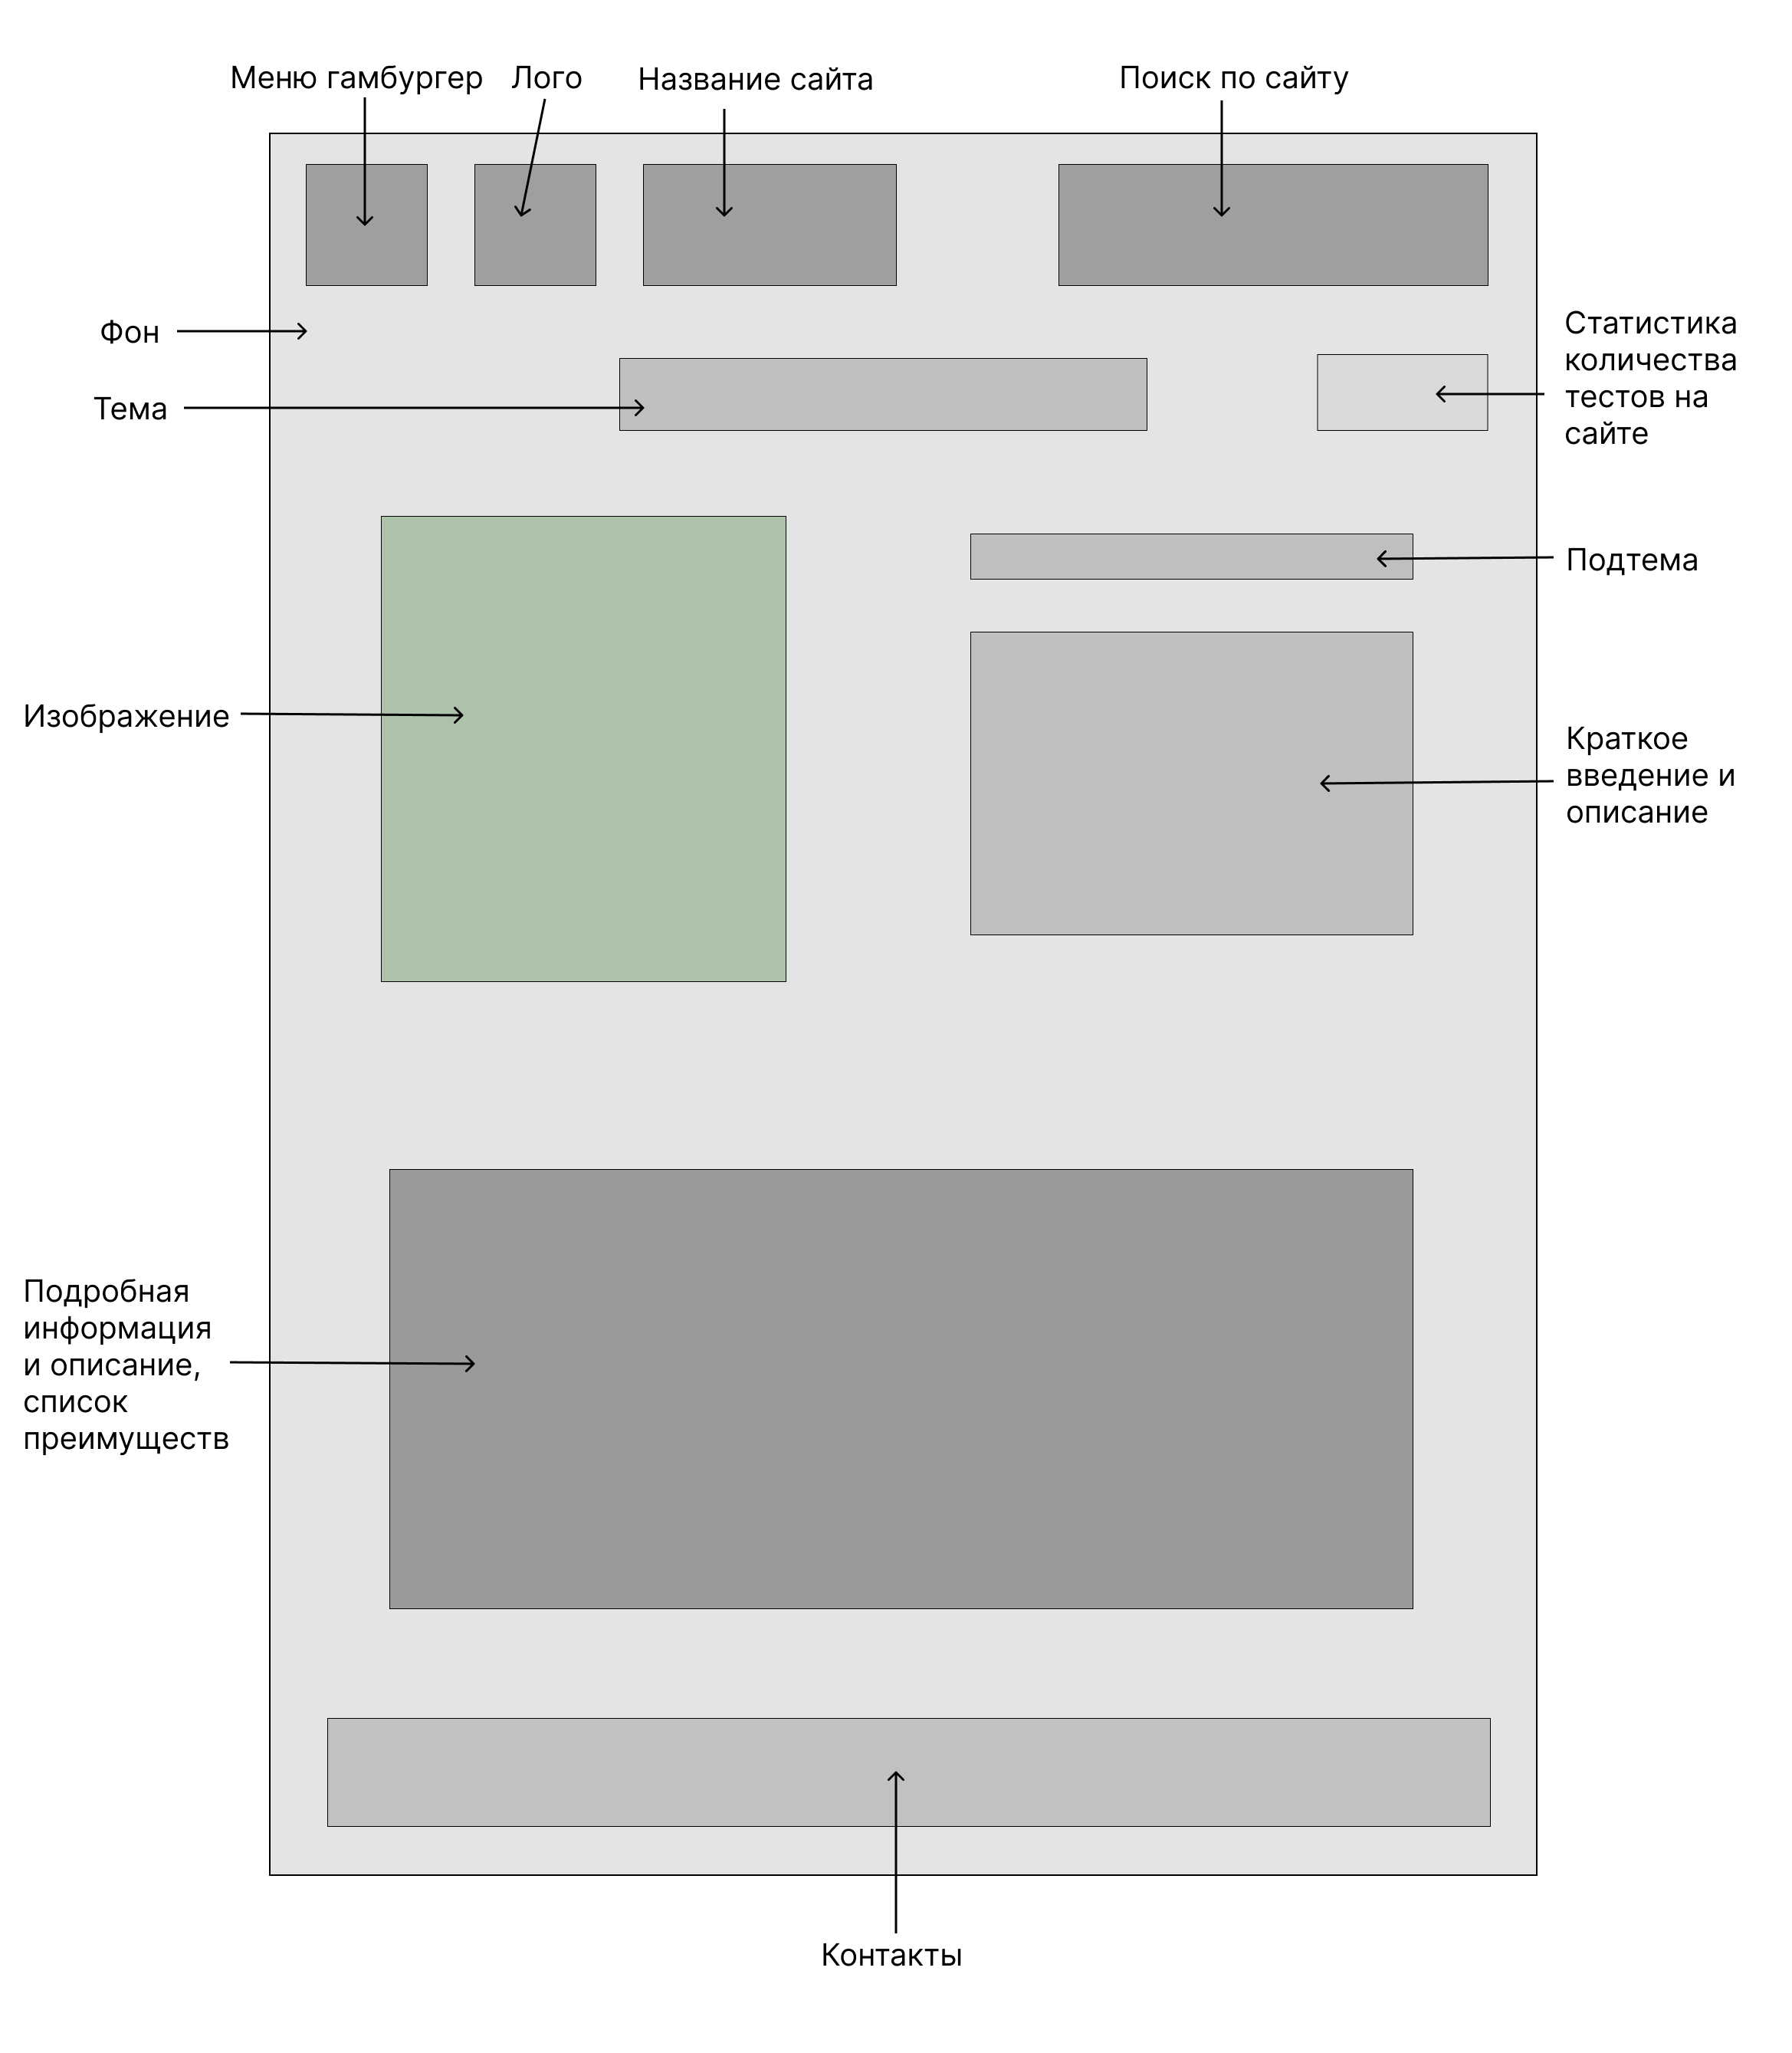 Меню гамбургер
Лого
Название сайта
Поиск по сайту
Фон
Статистика
количества
тестов на
сайте
Тема
Подтема
Изображение
Краткое
введение и
описание
Подробная
информация
и описание,
список
преимуществ
Контакты